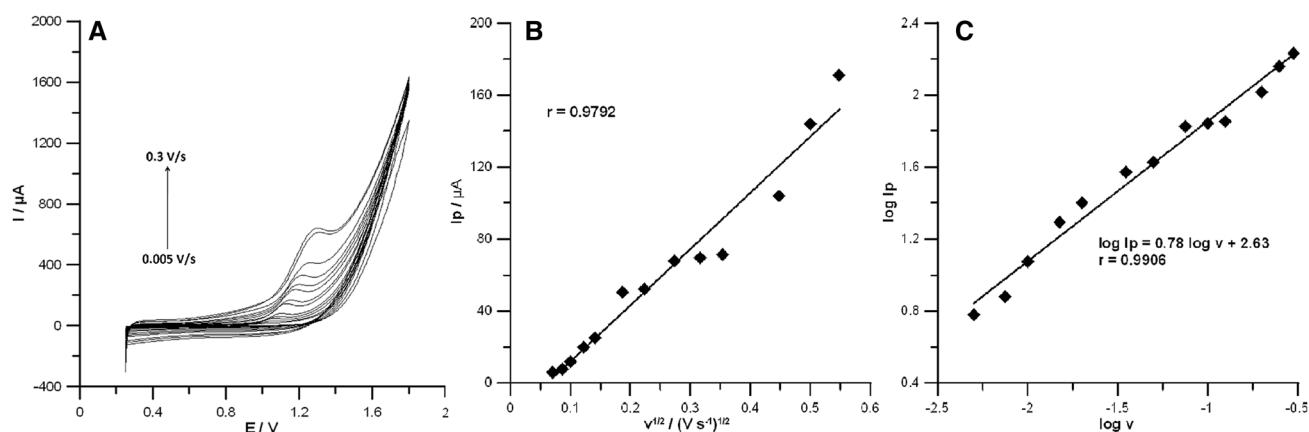 A
I / µA
2000
1600
1200
800
400
0
-400
0.3 V/s
0.005 V/s
0 0.4 0.8 1.2 1.6 2
E / V
B
Ip / µA
200
160
120
80
40
0
r = 0.9792
0 0.1 0.2 0.3 0.4 0.5 0.6
v1/2 / (V s-1)1/2
C
log Ip
2.4
2
1.6
1.2
0.8
0.4
log Ip = 0.78 log v + 2.63
r = 0.9906
-2.5 -2 -1.5 -1 -0.5
log v